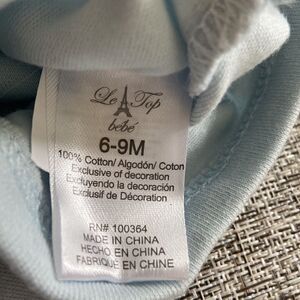 Le Top
bébé
6-9M
100% Cotton/ Algodón/ Coton
Exclusive of decoration
Excluyendo la decoración
Exclusif de Décoration
RN# 100364
MADE IN CHINA
HECHO EN CHINA
FABRIQUÉ EN CHINE